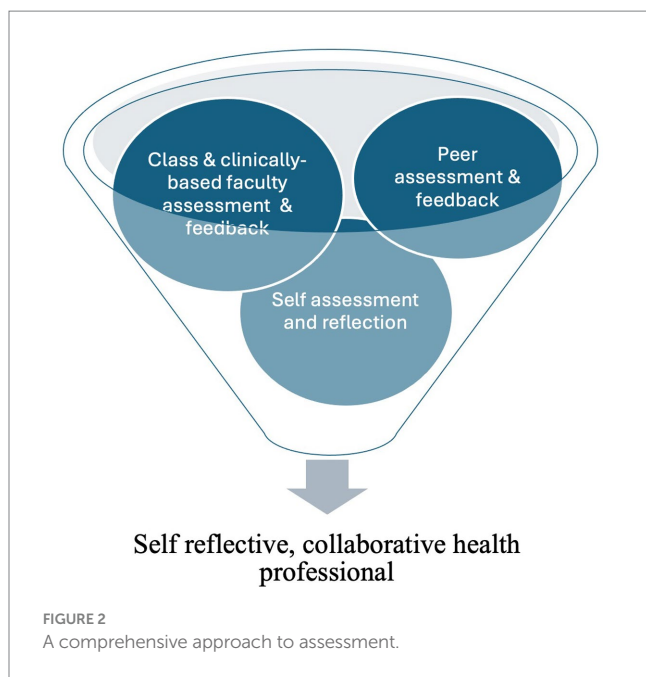 Class & clinically-
based faculty
assessment &
feedback
Peer
assessment &
feedback
Self assessment
and reflection
Self reflective, collaborative health
professional
FIGURE 2
A comprehensive approach to assessment.